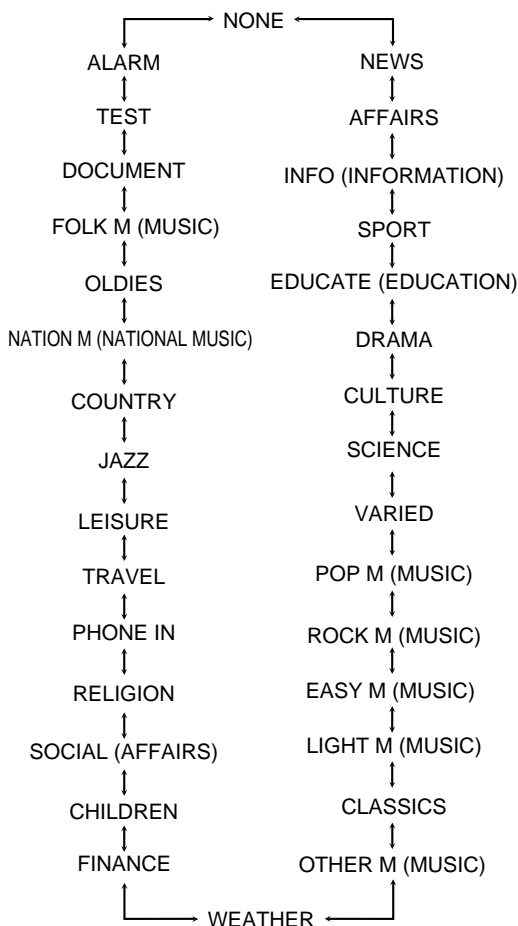 NONE
ALARM
NEWS
TEST
AFFAIRS
DOCUMENT
INFO (INFORMATION)
FOLK M (MUSIC)
SPORT
OLDIES
EDUCATE (EDUCATION)
NATION M (NATIONAL MUSIC)
DRAMA
COUNTRY
CULTURE
JAZZ
SCIENCE
LEISURE
VARIED
TRAVEL
POP M (MUSIC)
PHONE IN
ROCK M (MUSIC)
RELIGION
EASY M (MUSIC)
SOCIAL (AFFAIRS)
LIGHT M (MUSIC)
CHILDREN
CLASSICS
FINANCE
OTHER M (MUSIC)
WEATHER